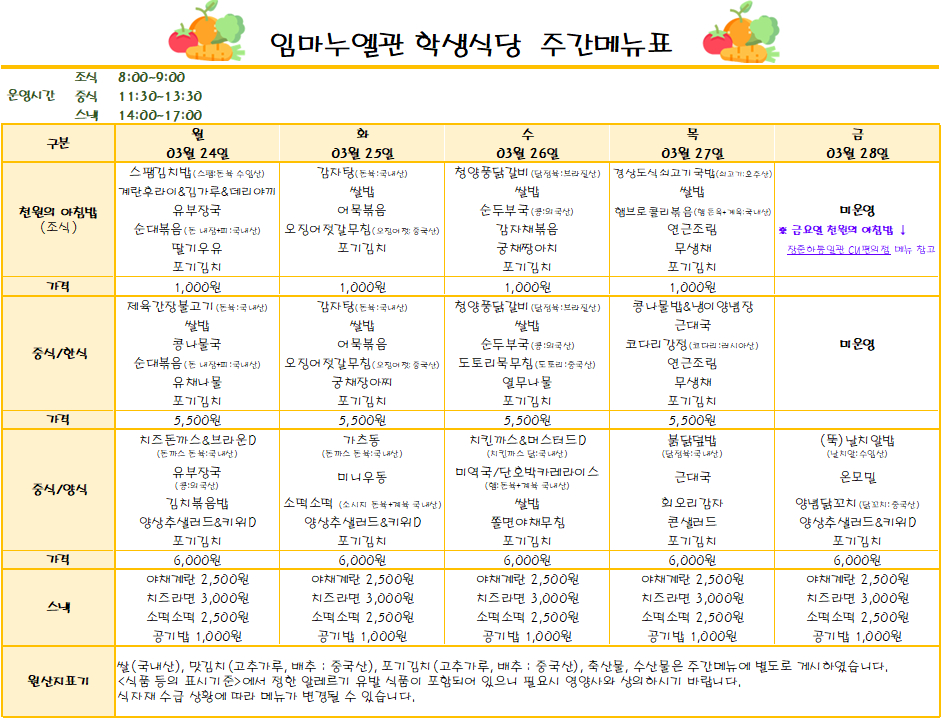 임마누엘관 학생식당 주간메뉴표
운영시간
조식 8:00~9:00
중식 11:30~13:30
스낵 14:00~17:00
구분 월 화 수 목 금
03월 24일 03월 25일 03월 26일 03월 27일 03월 28일
천원의 아침밥
(조식)
스팸김치밥(스팸:돈육 수입산)
계란후라이&김가루&데리야끼
유부장국
순대볶음(돈 내장+피:국내산)
딸기우유
포기김치
감자탕(돈육:국내산)
쌀밥
어묵볶음
오징어젓갈무침(오징어젓:중국산)
포기김치
청양풍닭갈비(닭정육:브라질산)
쌀밥
순두부국(콩:외국산)
감자채볶음
궁채짱아치
포기김치
경상도식쇠고기국밥(쇠고기:호주산)
쌀밥
햄브로콜리볶음(햄:돈육+계육:국내산)
연근조림
무생채
포기김치
미운영
※ 금요일 천원의 아침밥 ↓
장준하통일관 CU편의점 메뉴 참고
가격 1,000원 1,000원 1,000원 1,000원
중식/한식
제육간장불고기(돈육:국내산)
쌀밥
콩나물국
순대볶음(돈 내장+피:국내산)
유채나물
포기김치
감자탕(돈육:국내산)
쌀밥
어묵볶음
오징어젓갈무침(오징어젓:중국산)
궁채장아찌
포기김치
청양풍닭갈비(닭정육:브라질산)
쌀밥
순두부국(콩:외국산)
도토리묵무침(도토리:중국산)
열무나물
포기김치
콩나물밥&냉이양념장
근대국
코다리강정(코다리:러시아산)
연근조림
무생채
포기김치
미운영
가격 5,500원 5,500원 5,500원 5,500원
중식/양식
치즈돈까스&브라운D
(돈까스 돈육:국내산)
유부장국
(콩:외국산)
김치볶음밥
양상추샐러드&키위D
포기김치
가츠동
(돈까스 돈육:국내산)
미니우동
소떡소떡 (소시지 돈육+계육 국내산)
양상추샐러드&키위D
포기김치
치킨까스&머스터드D
(치킨까스 닭:국내산)
미역국/단호박카레라이스
(햄:돈육+계육 국내산)
쌀밥
쫄면야채무침
포기김치
불닭덮밥
(닭정육:국내산)
근대국
회오리감자
콘샐러드
포기김치
(뚝)날치알밥
(날치알:수입산)
온모밀
양념닭꼬치(닭꼬치:중국산)
양상추샐러드&키위D
포기김치
가격 6,000원 6,000원 6,000원 6,000원 6,000원
스낵
야채계란 2,500원 야채계란 2,500원 야채계란 2,500원 야채계란 2,500원 야채계란 2,500원
치즈라면 3,000원 치즈라면 3,000원 치즈라면 3,000원 치즈라면 3,000원 치즈라면 3,000원
소떡소떡 2,500원 소떡소떡 2,500원 소떡소떡 2,500원 소떡소떡 2,500원 소떡소떡 2,500원
공기밥 1,000원 공기밥 1,000원 공기밥 1,000원 공기밥 1,000원 공기밥 1,000원
원산지표기
쌀(국내산), 맛김치(고추가루, 배추 : 중국산), 포기김치(고추가루, 배추 : 중국산), 축산물, 수산물은 주간메뉴에 별도로 게시하였습니다.
<식품 등의 표시기준>에서 정한 알레르기 유발 식품이 포함되어 있으니 필요시 영양사와 상의하시기 바랍니다.
식자재 수급 상황에 따라 메뉴가 변경될 수 있습니다.